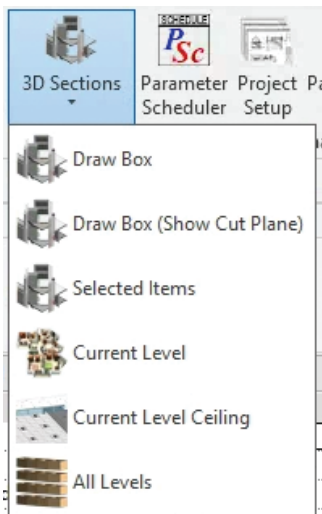 SCHEDULE
PSc
3D Sections
Parameter Scheduler
Project Setup
Draw Box
Draw Box (Show Cut Plane)
Selected Items
Current Level
Current Level Ceiling
All Levels